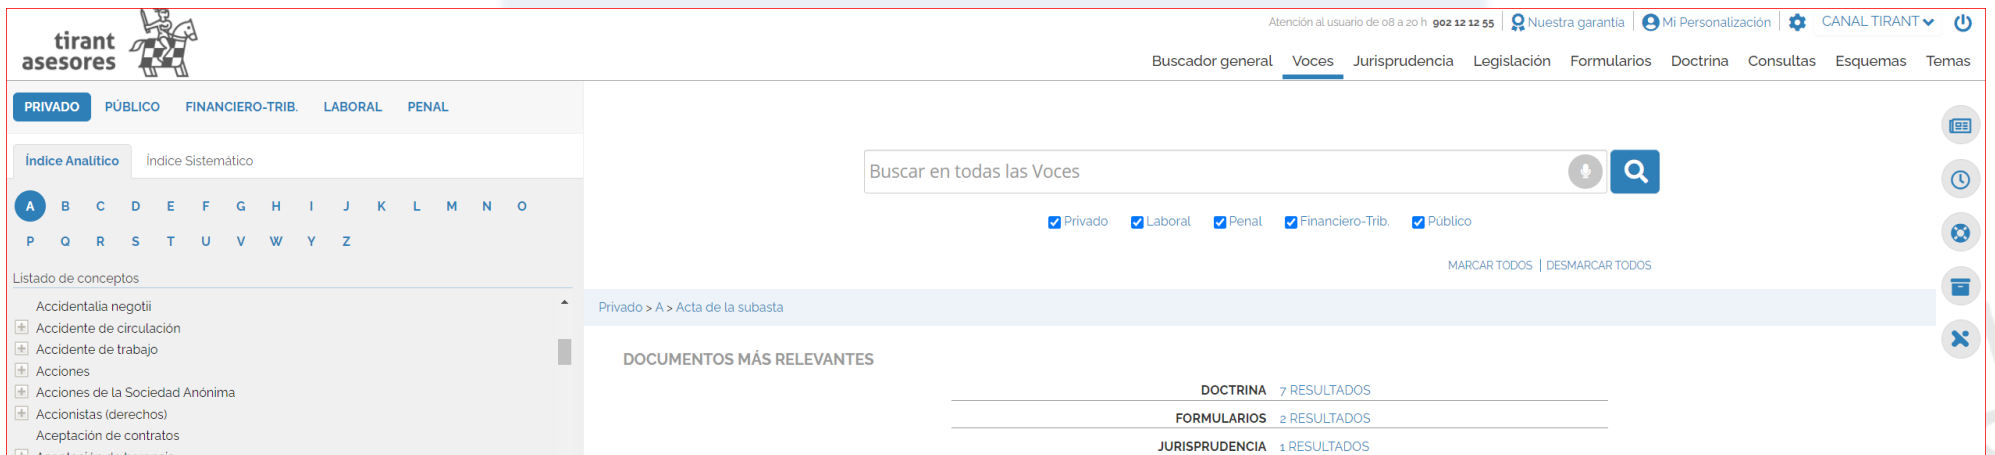 tirant
asesores
Atención al usuario de 08 a 20 h 902 12 12 55 Nuestra garantía Mi Personalización CANAL TIRANT
Buscador general Voces Jurisprudencia Legislación Formularios Doctrina Consultas Esquemas Temas
PRIVADO PÚBLICO FINANCIERO-TRIB. LABORAL PENAL
Índice Analítico Índice Sistemático
A B C D E F G H I J K L M N O
P Q R S T U V W Y Z
Listado de conceptos
Accidentalia negotii
Accidente de circulación
Accidente de trabajo
Acciones
Acciones de la Sociedad Anónima
Accionistas (derechos)
Aceptación de contratos
Buscar en todas las Voces
Privado Laboral Penal Financiero-Trib. Público
MARCAR TODOS | DESMARCAR TODOS
Privado > A > Acta de la subasta
DOCUMENTOS MÁS RELEVANTES
DOCTRINA 7 RESULTADOS
FORMULARIOS 2 RESULTADOS
JURISPRUDENCIA 1 RESULTADOS